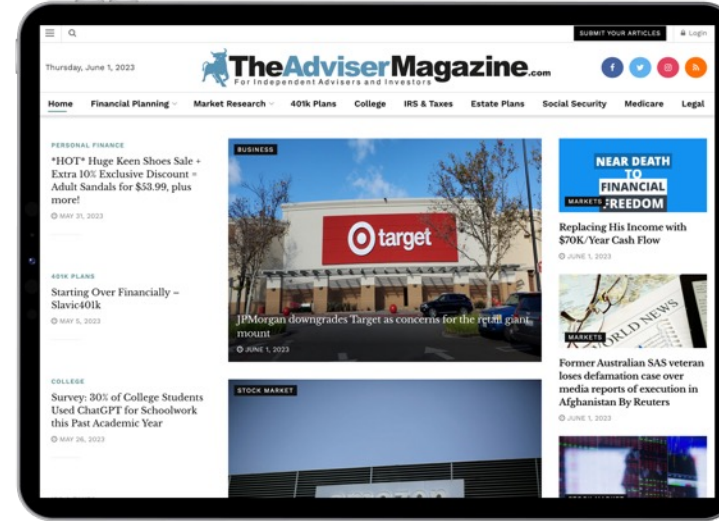 SUBMIT YOUR ARTICLES
Login
Thursday, June 1, 2023
TheAdviserMagazine.com
For Independent Advisers and Investors
Home Financial Planning Market Research 401k Plans College IRS & Taxes Estate Plans Social Security Medicare Legal
PERSONAL FINANCE
*HOT* Huge Keen Shoes Sale +
Extra 10% Exclusive Discount =
Adult Sandals for $53.99, plus
more!
MAY 31, 2023
401K PLANS
Starting Over Financially –
Slavic401k
MAY 5, 2023
COLLEGE
Survey: 30% of College Students
Used ChatGPT for Schoolwork
this Past Academic Year
MAY 26, 2023
BUSINESS
target
JPMorgan downgrades Target as concerns for the retail giant
mount
JUNE 1, 2023
STOCK MARKET
NEAR DEATH
TO
FINANCIAL
FREEDOM
MARKETS
Replacing His Income with
$70K/Year Cash Flow
JUNE 1, 2023
WORLD NEWS
MARKETS
Former Australian SAS veteran
loses defamation case over
media reports of execution in
Afghanistan By Reuters
JUNE 1, 2023
STOCK MARKET